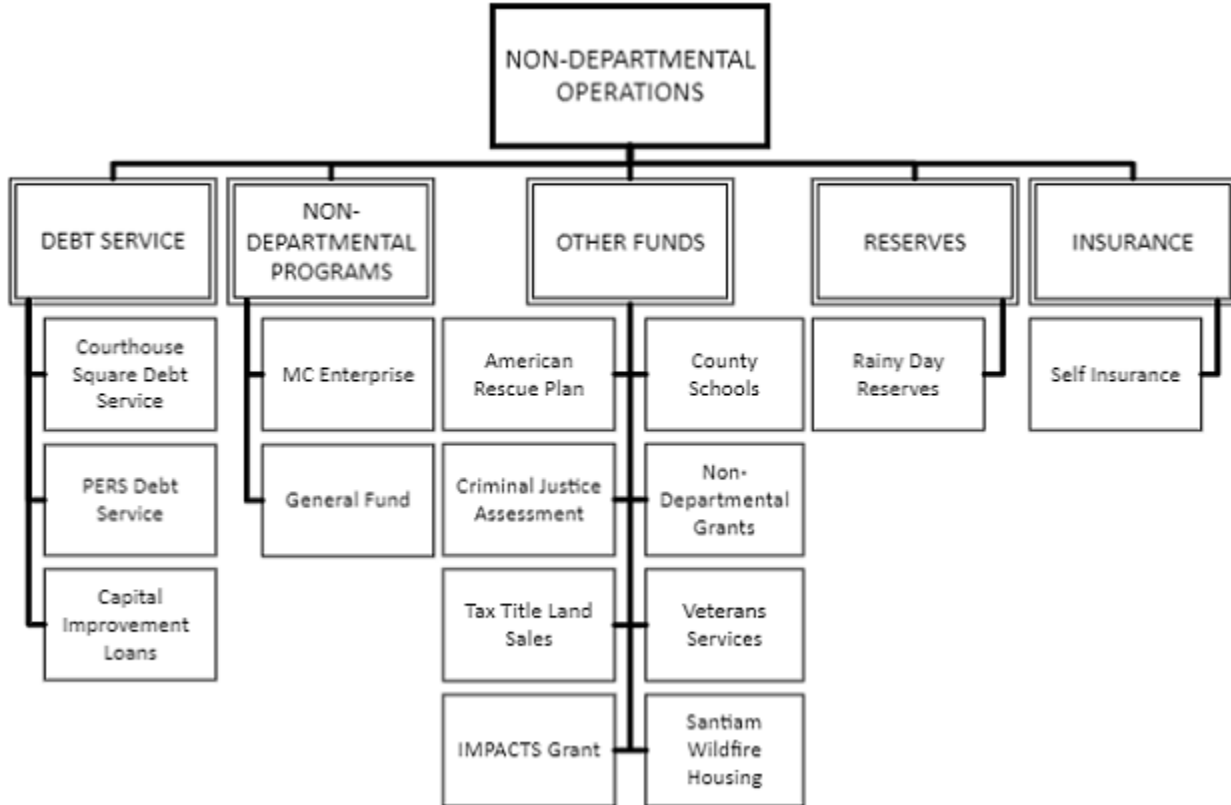 NON-DEPARTMENTAL
OPERATIONS
DEBT SERVICE
NON-
DEPARTMENTAL
PROGRAMS
OTHER FUNDS
RESERVES
INSURANCE
Courthouse
Square Debt
Service
PERS Debt
Service
Capital
Improvement
Loans
MC Enterprise
General Fund
American
Rescue Plan
County
Schools
Criminal Justice
Assessment
Non-
Departmental
Grants
Tax Title Land
Sales
Veterans
Services
IMPACTS Grant
Santiam
Wildfire
Housing
Rainy Day
Reserves
Self Insurance